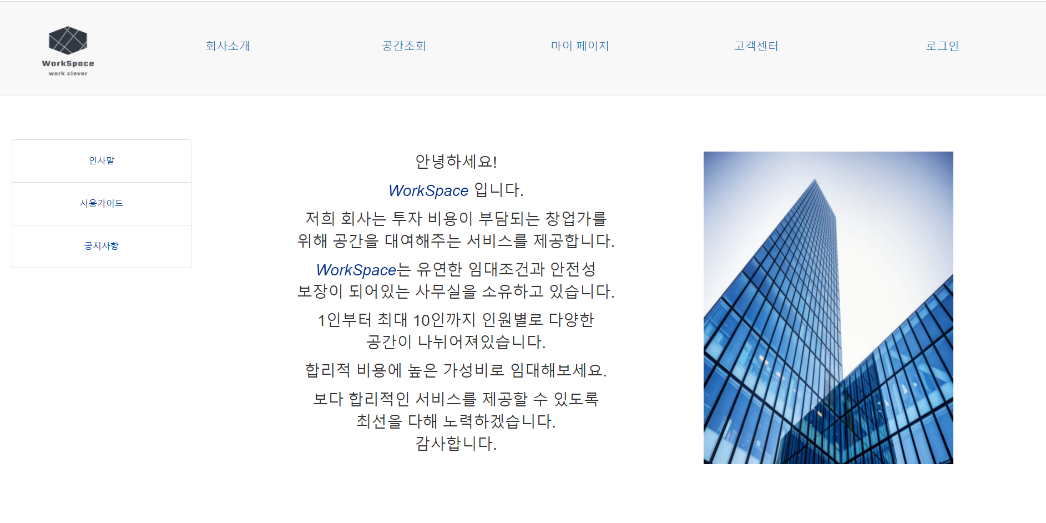 WorkSpace
work clever
회사소개
공간조회
마이 페이지
고객센터
로그인
인사말
사용가이드
공지사항
안녕하세요!
WorkSpace 입니다.
저희 회사는 투자 비용이 부담되는 창업가를
위해 공간을 대여해주는 서비스를 제공합니다.
WorkSpace는 유연한 임대조건과 안전성
보장이 되어있는 사무실을 소유하고 있습니다.
1인부터 최대 10인까지 인원별로 다양한
공간이 나뉘어져있습니다.
합리적 비용에 높은 가성비로 임대해보세요.
보다 합리적인 서비스를 제공할 수 있도록
최선을 다해 노력하겠습니다.
감사합니다.